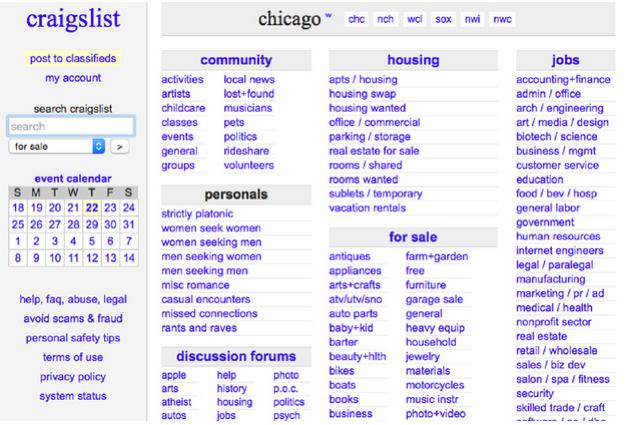 craigslist
post to classifieds
my account
search craigslist
search
for sale
>
event calendar
S M T W T F S
18 19 20 21 22 23 24
25 26 27 28 29 30 31
1 2 3 4 5 6 7
8 9 10 11 12 13 14
help, faq, abuse, legal
avoid scams & fraud
personal safety tips
terms of use
privacy policy
system status
chicago w chc nch wcl sox nwi nwc
community
activities
artists
childcare
classes
events
general
groups
local news
lost+found
musicians
pets
politics
rideshare
volunteers
personals
strictly platonic
women seek women
women seeking men
men seeking women
men seeking men
misc romance
casual encounters
missed connections
rants and raves
discussion forums
apple
arts
atheist
autos
help
history
housing
jobs
photo
p.o.c.
politics
psych
housing
apts / housing
housing swap
housing wanted
office / commercial
parking / storage
real estate for sale
rooms / shared
rooms wanted
sublets / temporary
vacation rentals
for sale
antiques
appliances
arts+crafts
atv/utv/sno
auto parts
baby+kid
barter
beauty+hlth
bikes
boats
books
business
farm+garden
free
furniture
garage sale
general
heavy equip
household
jewelry
materials
motorcycles
music instr
photo+video
jobs
accounting+finance
admin / office
arch / engineering
art / media / design
biotech / science
business / mgmt
customer service
education
food / bev / hosp
general labor
government
human resources
internet engineers
legal / paralegal
manufacturing
marketing / pr / ad
medical / health
nonprofit sector
real estate
retail / wholesale
sales / biz dev
salon / spa / fitness
security
skilled trade / craft